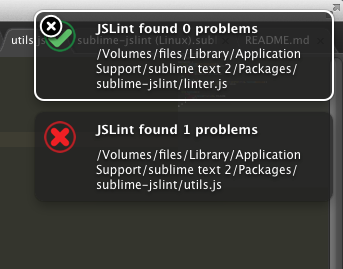 JSLint found 0 problems
utils.js
sublime-jslint (Linux).sub
README.md
/Volumes/files/Library/Application
Support/sublime text 2/Packages/
sublime-jslint/linter.js
JSLint found 1 problems
/Volumes/files/Library/Application
Support/sublime text 2/Packages/
sublime-jslint/utils.js